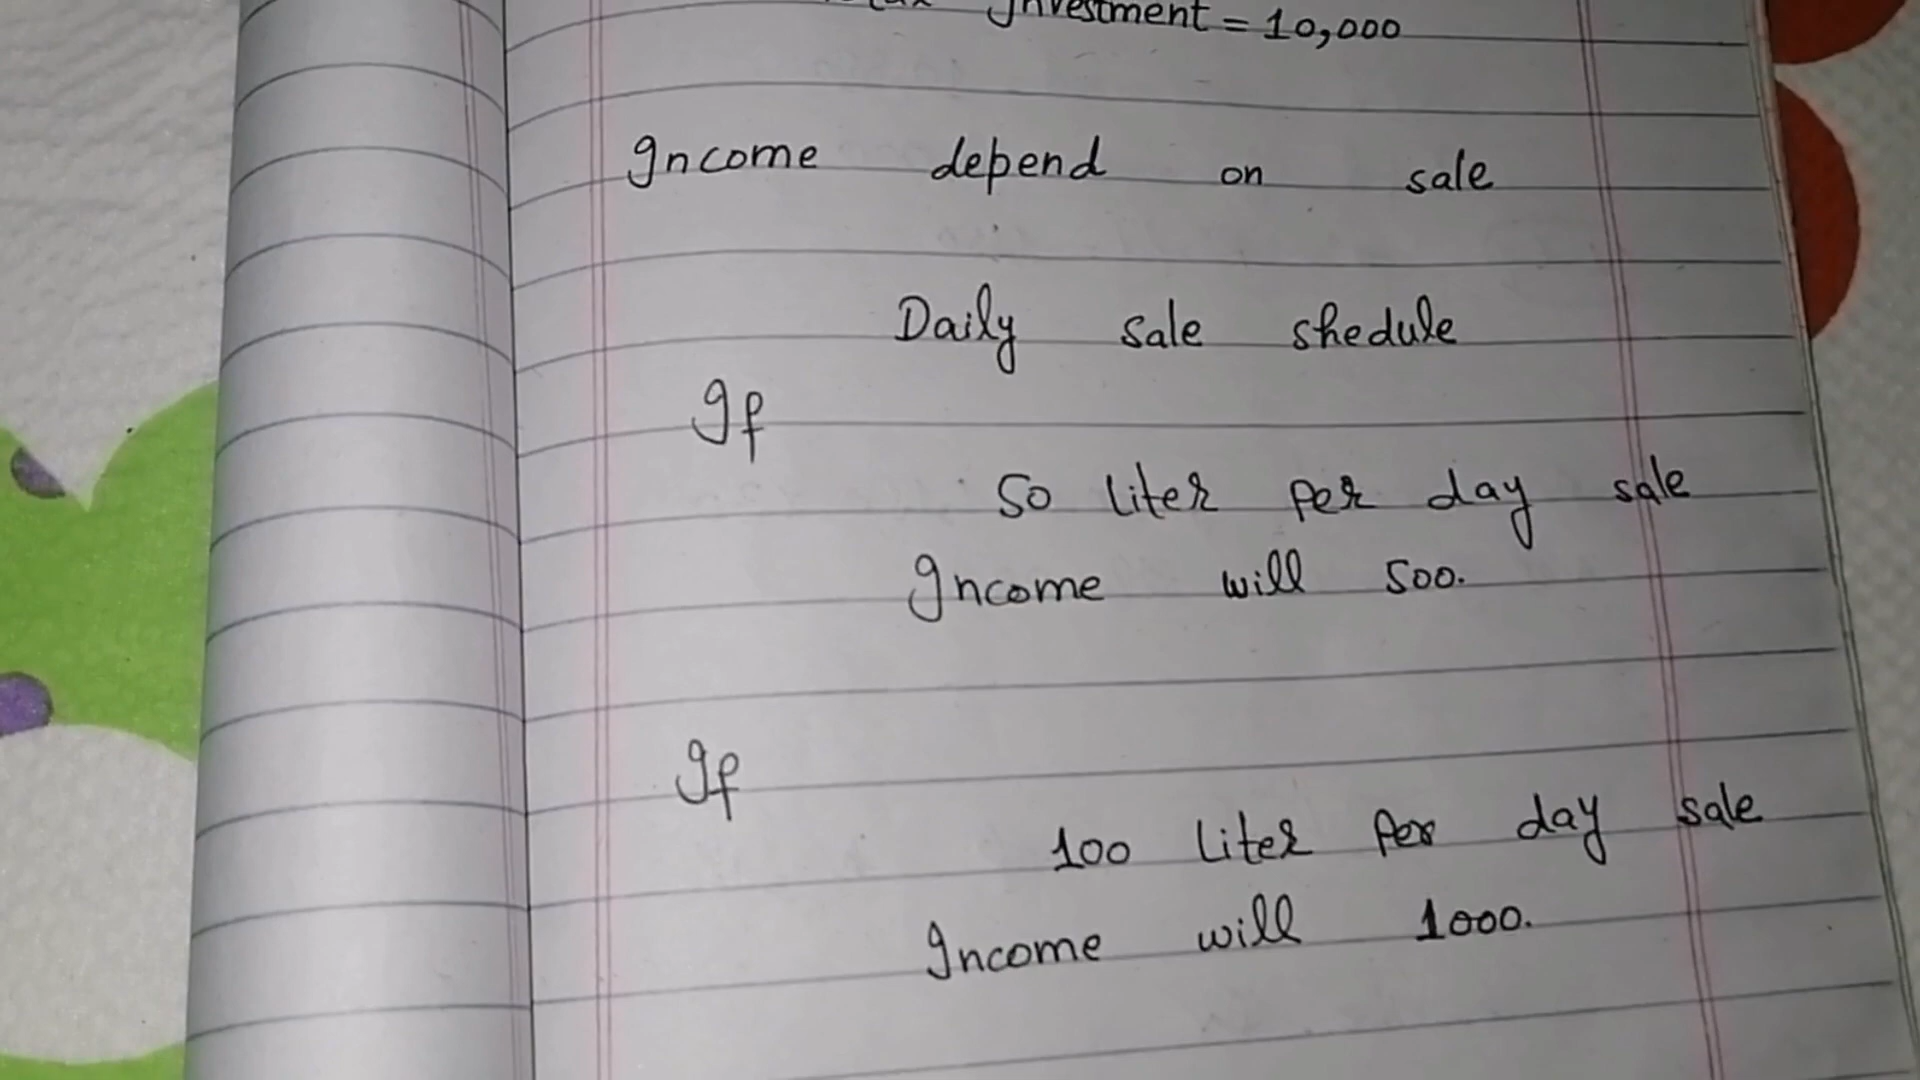 Investment = 10,000
Income depend on sale
Daily sale shedule
If
50 liter per day sale
Income will 500.
If
100 liter per day sale
Income will 1000.